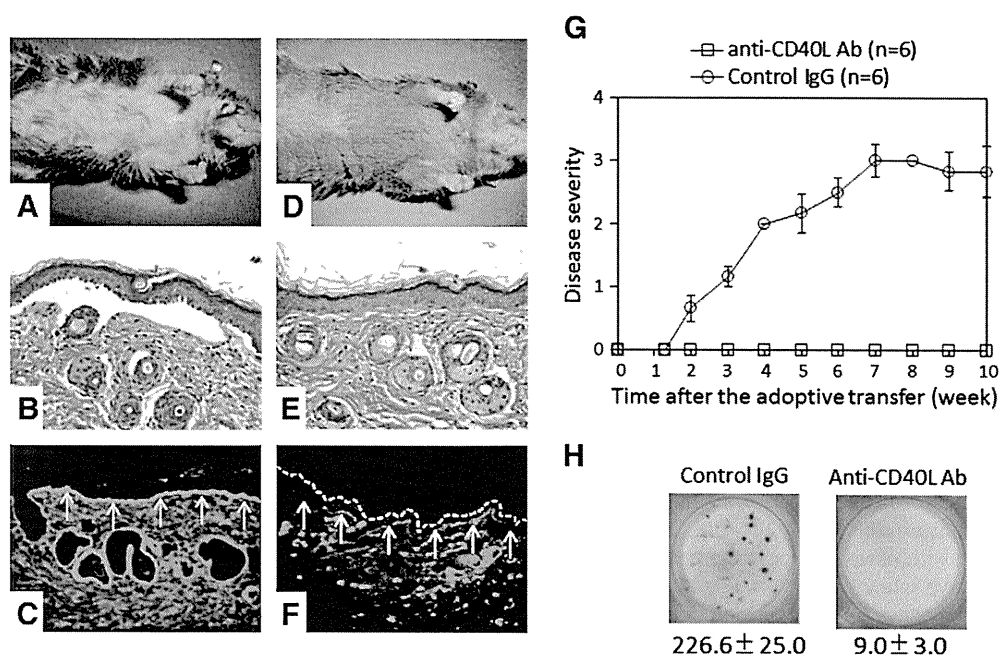 A
D
B
E
C
F
G
anti-CD40L Ab (n=6)
Control IgG (n=6)
Disease severity
4
3
2
1
0
0 1 2 3 4 5 6 7 8 9 10
Time after the adoptive transfer (week)
H
Control IgG Anti-CD40L Ab
226.6±25.0 9.0±3.0